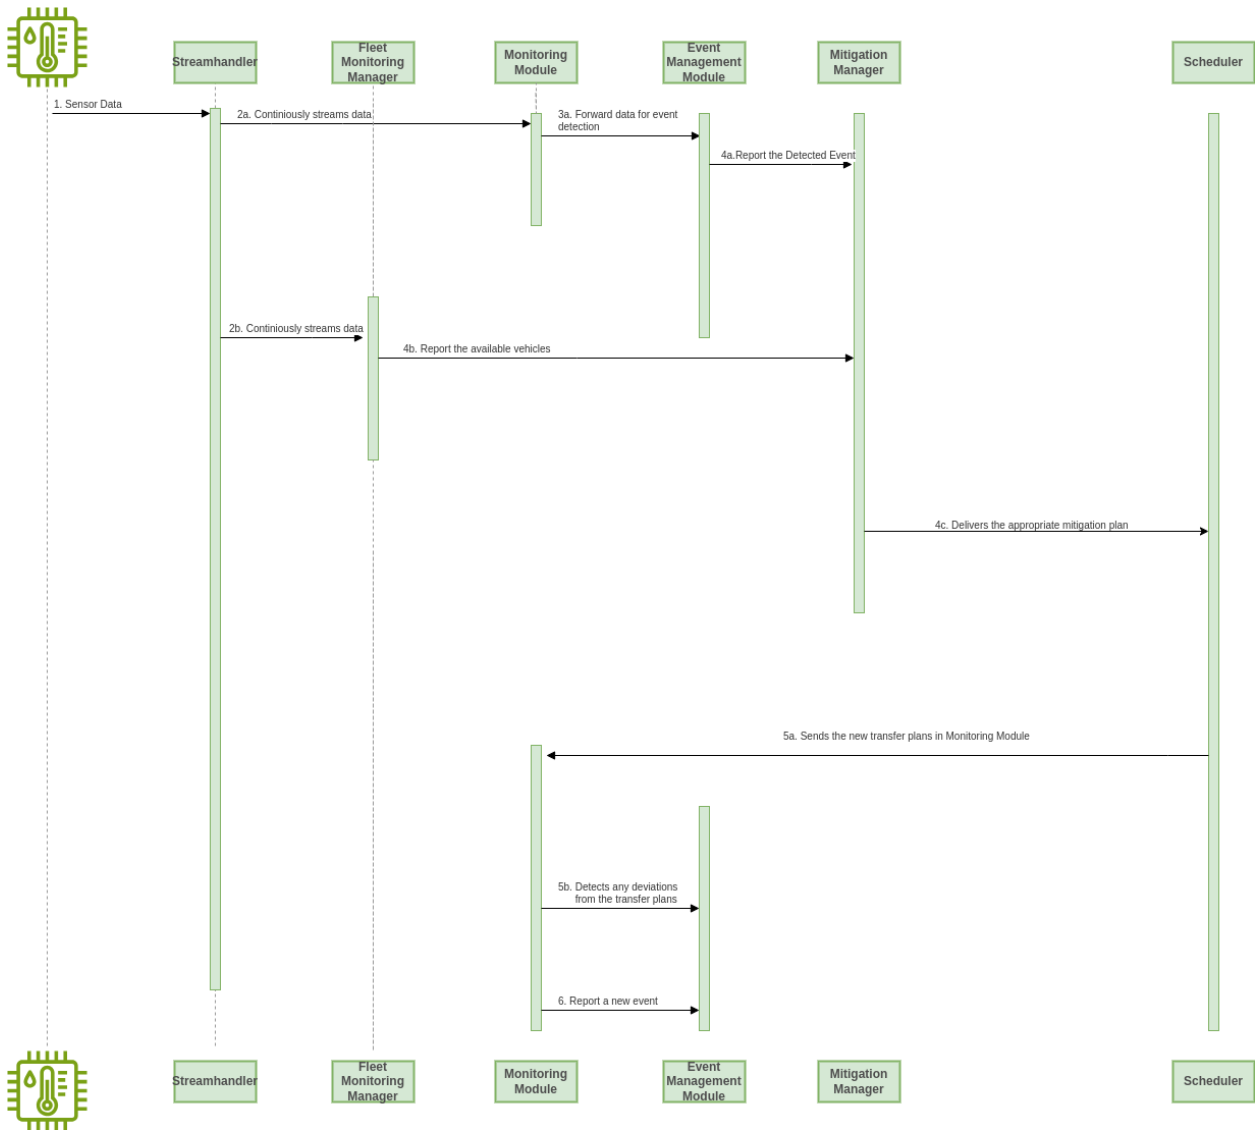 Streamhandler
Fleet
Monitoring
Manager
Monitoring
Module
Event
Management
Module
Mitigation
Manager
Scheduler
1. Sensor Data
2a. Continiously streams data
3a. Forward data for event
detection
4a.Report the Detected Event
2b. Continiously streams data
4b. Report the available vehicles
4c. Delivers the appropriate mitigation plan
5a. Sends the new transfer plans in Monitoring Module
5b. Detects any deviations
from the transfer plans
6. Report a new event
Streamhandler
Fleet
Monitoring
Manager
Monitoring
Module
Event
Management
Module
Mitigation
Manager
Scheduler